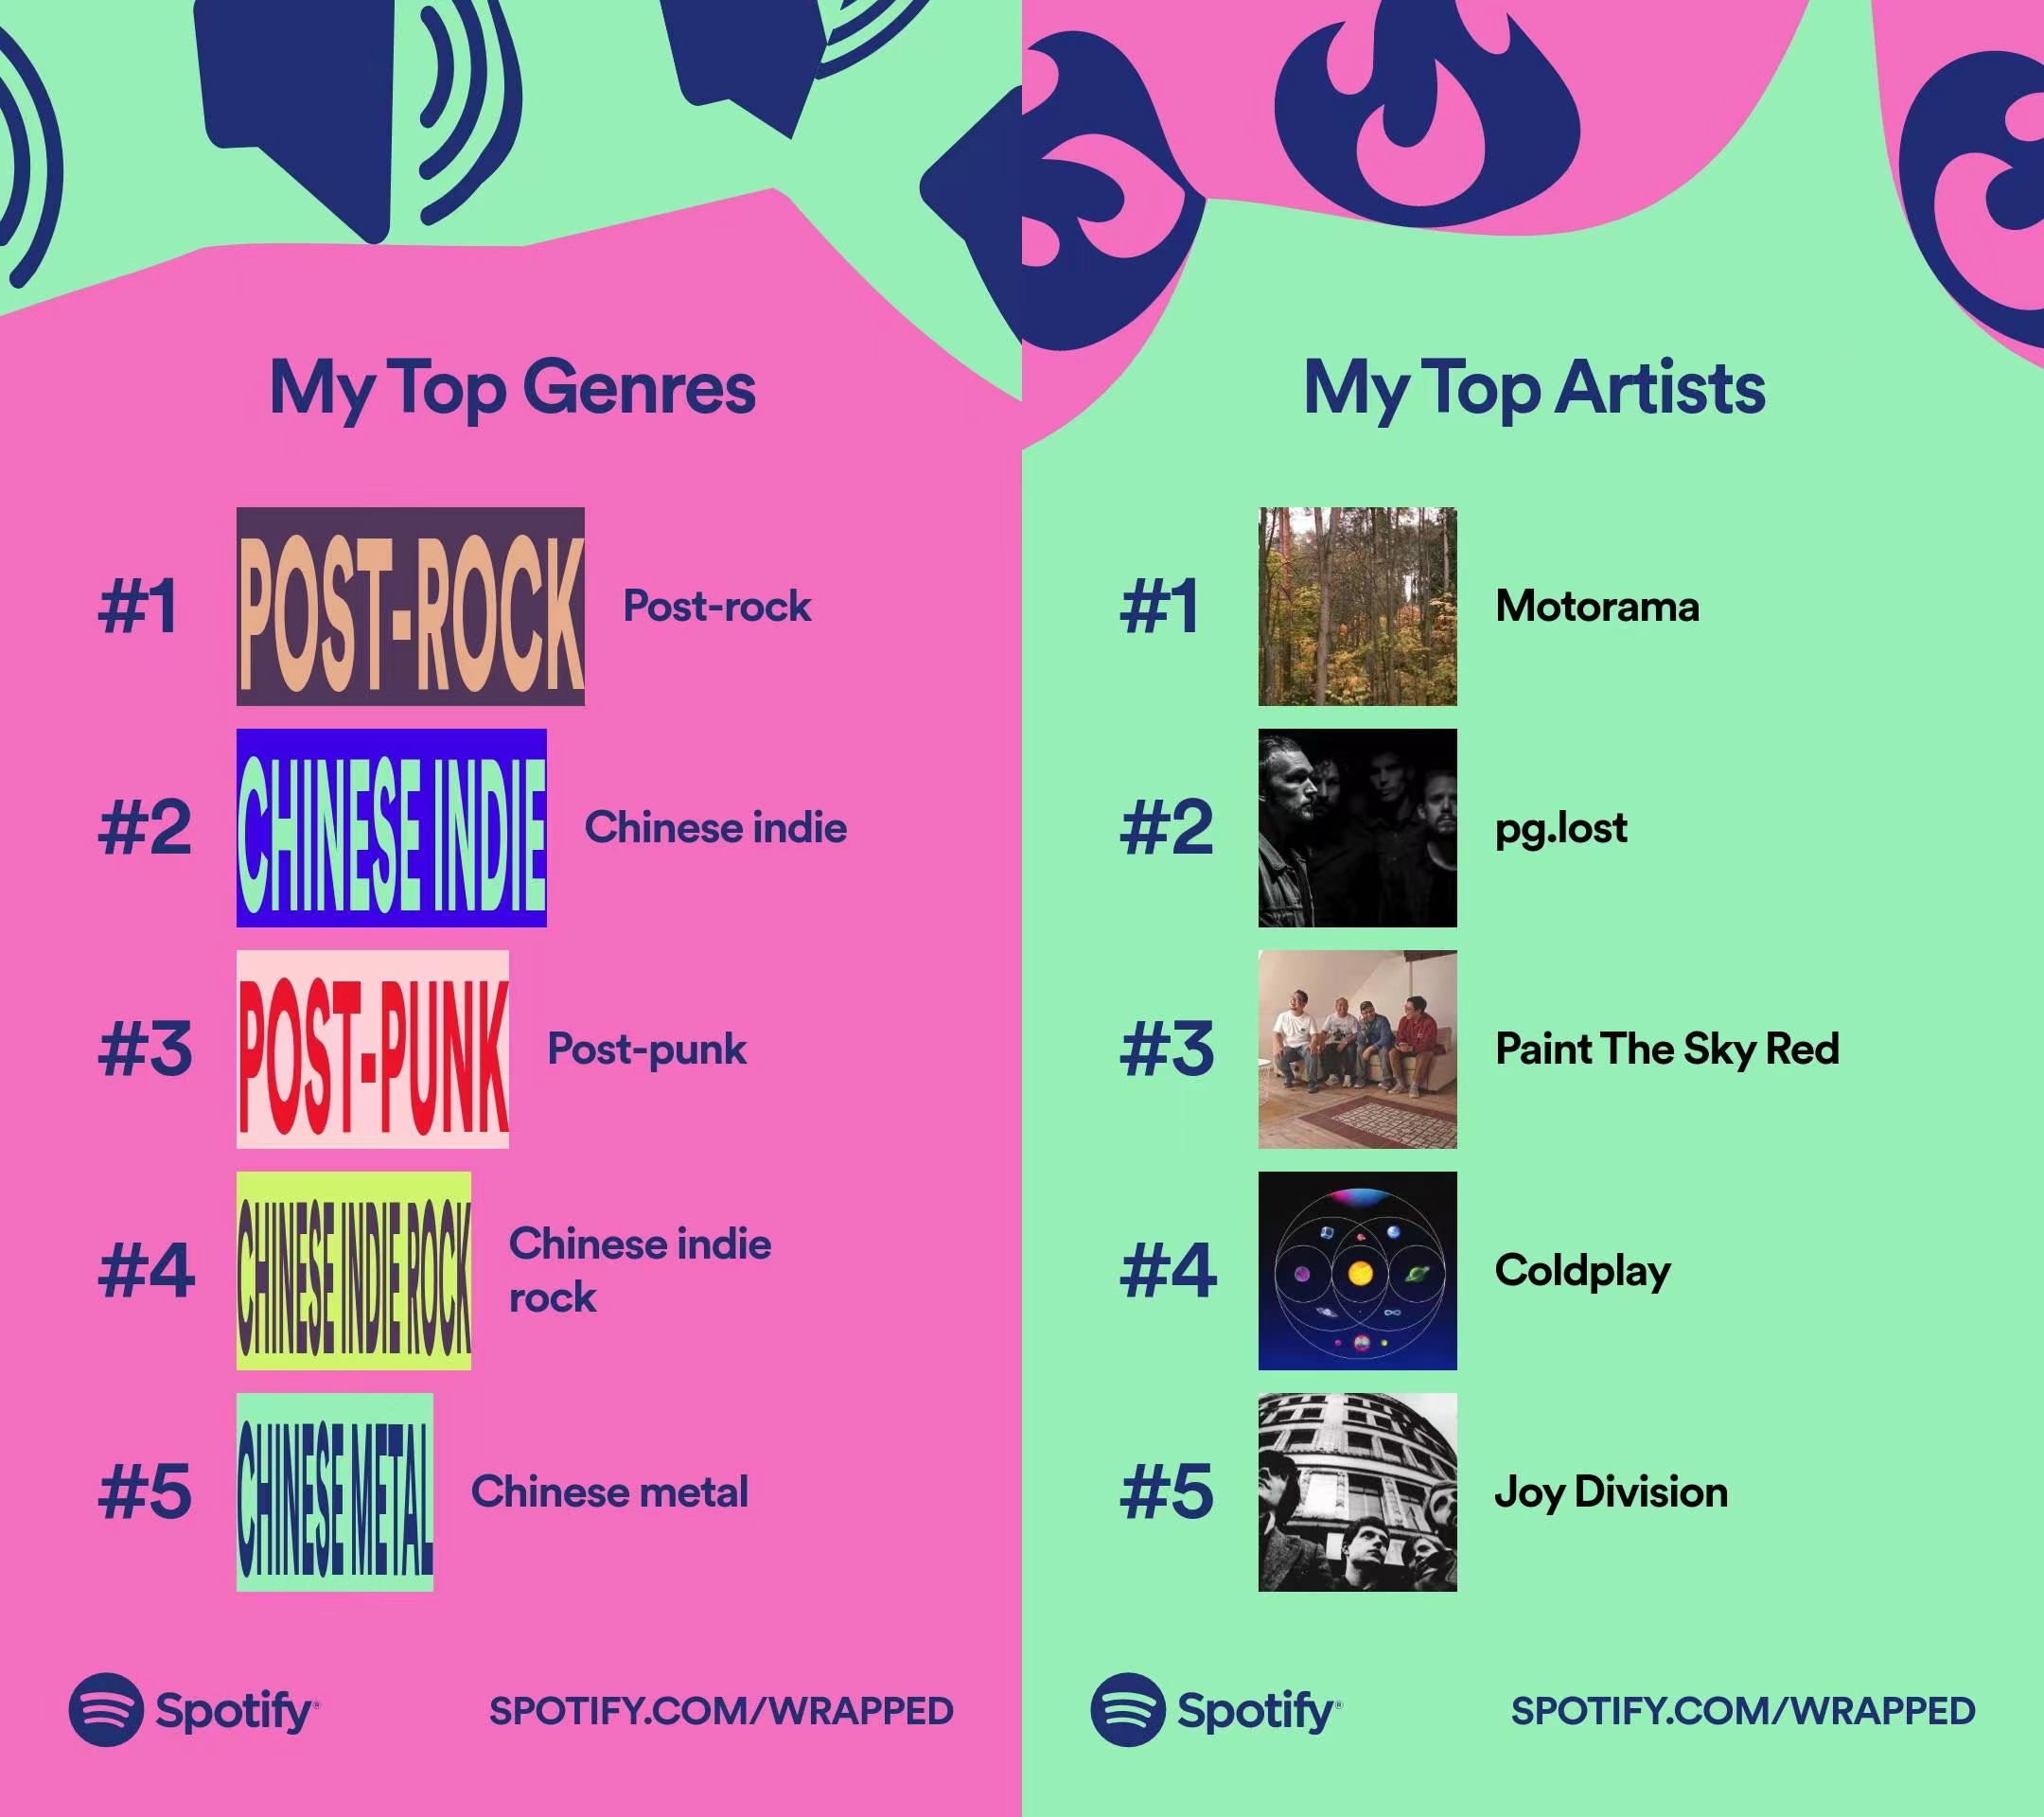 My Top Genres
#1
POST-ROCK
Post-rock
#2
CHINESE INDIE
Chinese indie
#3
POST-PUNK
Post-punk
#4
CHINESE INDIE ROCK
Chinese indie
rock
#5
CHINESE METAL
Chinese metal
Spotify®
SPOTIFY.COM/WRAPPED
My Top Artists
#1
Motorama
#2
pg.lost
#3
Paint The Sky Red
#4
Coldplay
#5
Joy Division
Spotify®
SPOTIFY.COM/WRAPPED